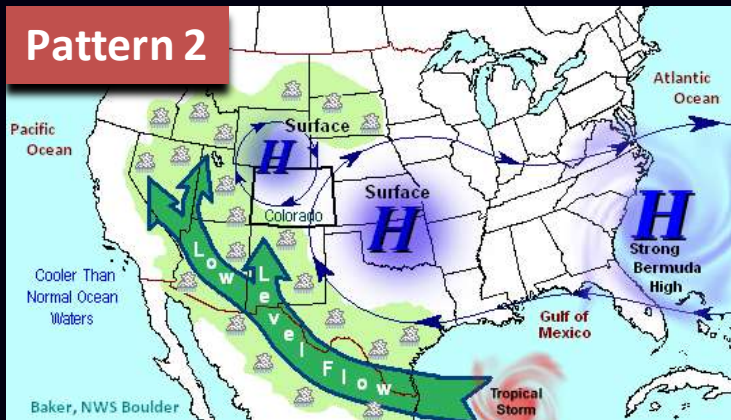 Pattern 2
Atlantic
Ocean
Pacific
Ocean
Surface
H
Surface
H
Colorado
H
Strong
Bermuda
High
Cooler Than
Normal Ocean
Waters
Low Level Flow
Gulf of
Mexico
Tropical
Storm
Baker, NWS Boulder